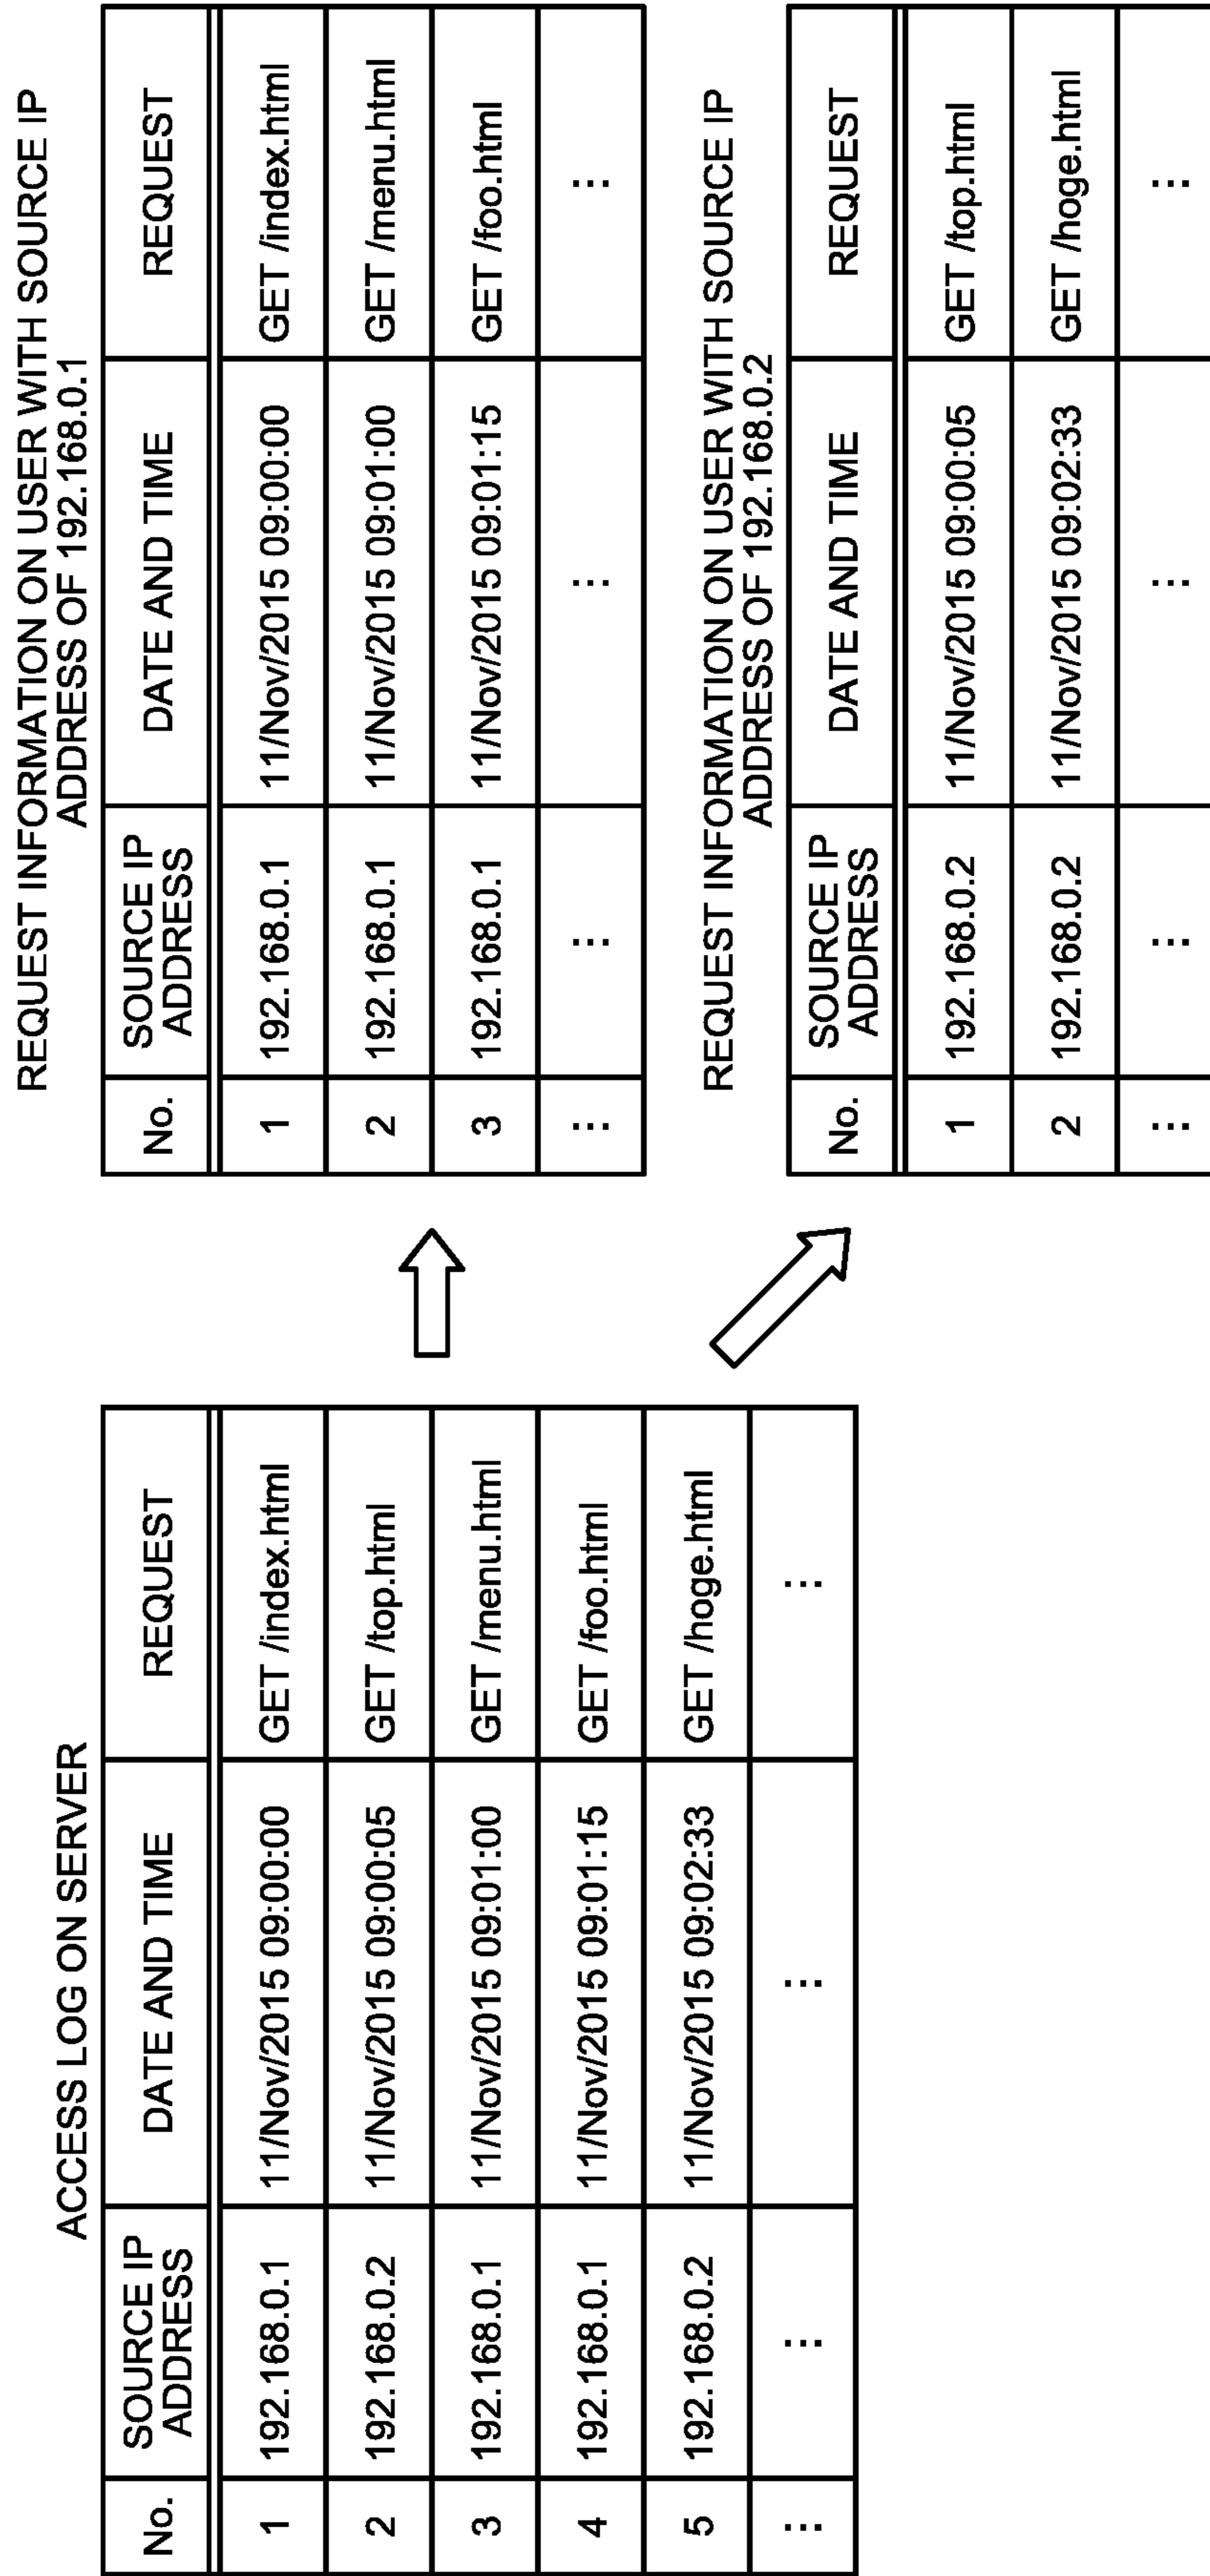 ACCESS LOG ON SERVER
No. SOURCE IP ADDRESS DATE AND TIME REQUEST
1 192.168.0.1 11/Nov/2015 09:00:00 GET /index.html
2 192.168.0.2 11/Nov/2015 09:00:05 GET /top.html
3 192.168.0.1 11/Nov/2015 09:01:00 GET /menu.html
4 192.168.0.1 11/Nov/2015 09:01:15 GET /foo.html
5 192.168.0.2 11/Nov/2015 09:02:33 GET /hoge.html
... ... ... ...
REQUEST INFORMATION ON USER WITH SOURCE IP
ADDRESS OF 192.168.0.1
No. SOURCE IP ADDRESS DATE AND TIME REQUEST
1 192.168.0.1 11/Nov/2015 09:00:00 GET /index.html
2 192.168.0.1 11/Nov/2015 09:01:00 GET /menu.html
3 192.168.0.1 11/Nov/2015 09:01:15 GET /foo.html
... ... ... ...
REQUEST INFORMATION ON USER WITH SOURCE IP
ADDRESS OF 192.168.0.2
No. SOURCE IP ADDRESS DATE AND TIME REQUEST
1 192.168.0.2 11/Nov/2015 09:00:05 GET /top.html
2 192.168.0.2 11/Nov/2015 09:02:33 GET /hoge.html
... ... ... ...